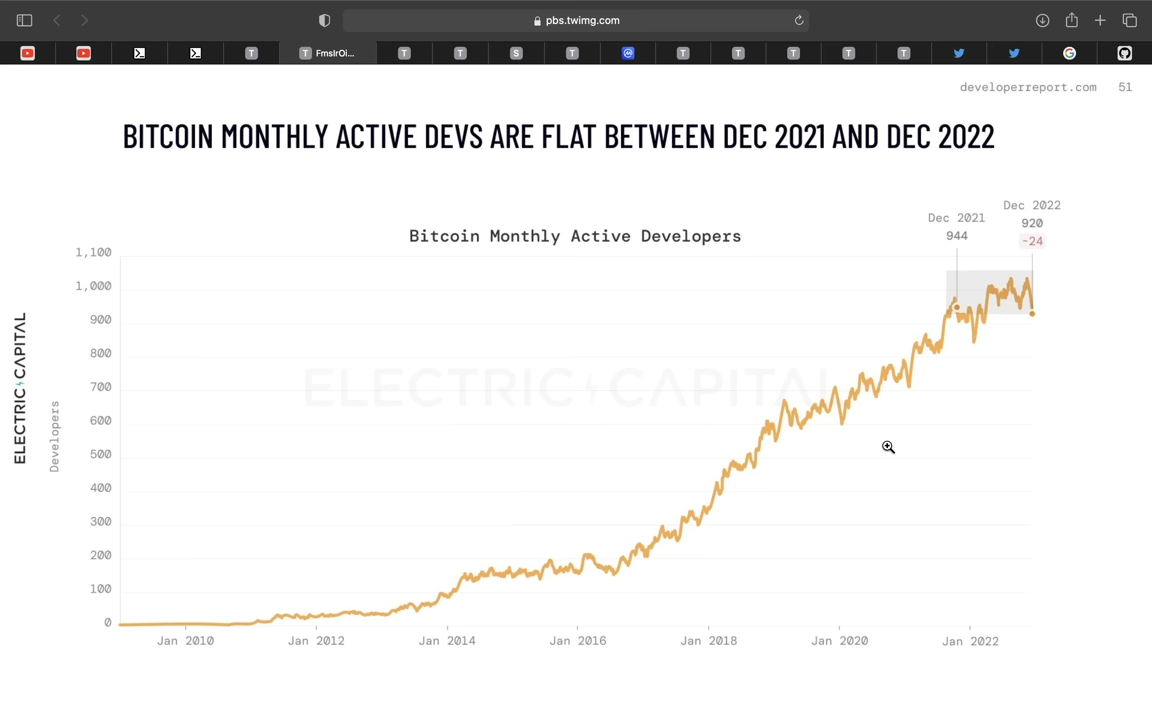 pbs.twimg.com
T
T FmsIrOi...
T
T
S
T
T
T
T
T
T
G
developerreport.com 51
BITCOIN MONTHLY ACTIVE DEVS ARE FLAT BETWEEN DEC 2021 AND DEC 2022
Dec 2022
920
-24
Dec 2021
944
Bitcoin Monthly Active Developers
ELECTRIC CAPITAL
Developers
1,100
1,000
900
800
700
600
500
400
300
200
100
0
ELECTRIC CAPITAL
Jan 2010 Jan 2012 Jan 2014 Jan 2016 Jan 2018 Jan 2020 Jan 2022